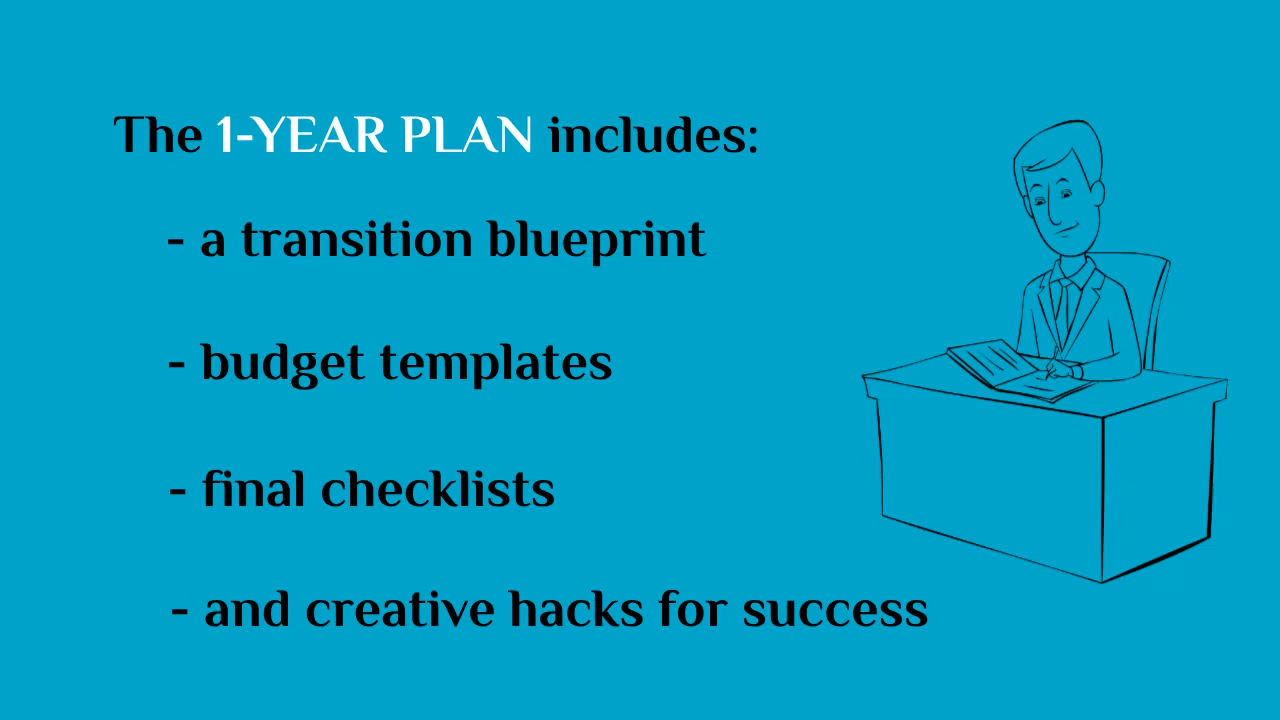 The 1-YEAR PLAN includes:
- a transition blueprint
- budget templates
- final checklists
- and creative hacks for success